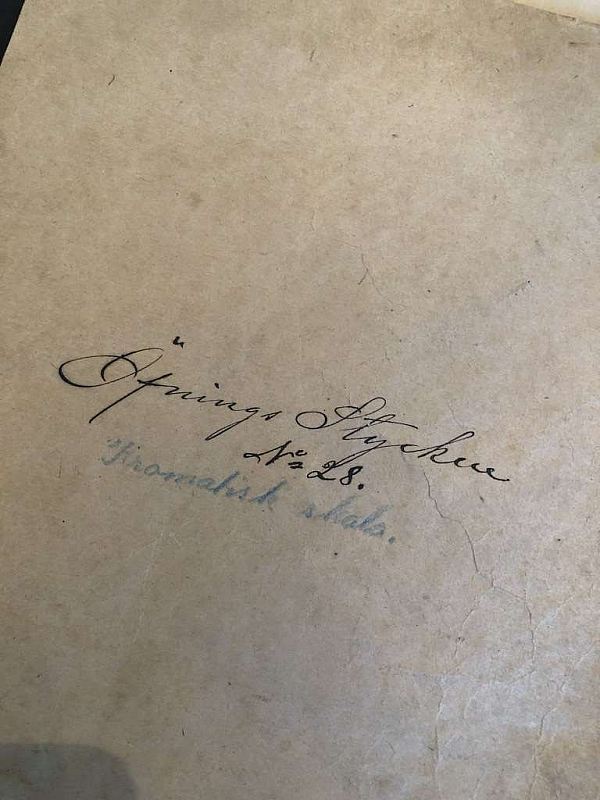 Öfnings Stycken
No 28.
Kromatisk skala.